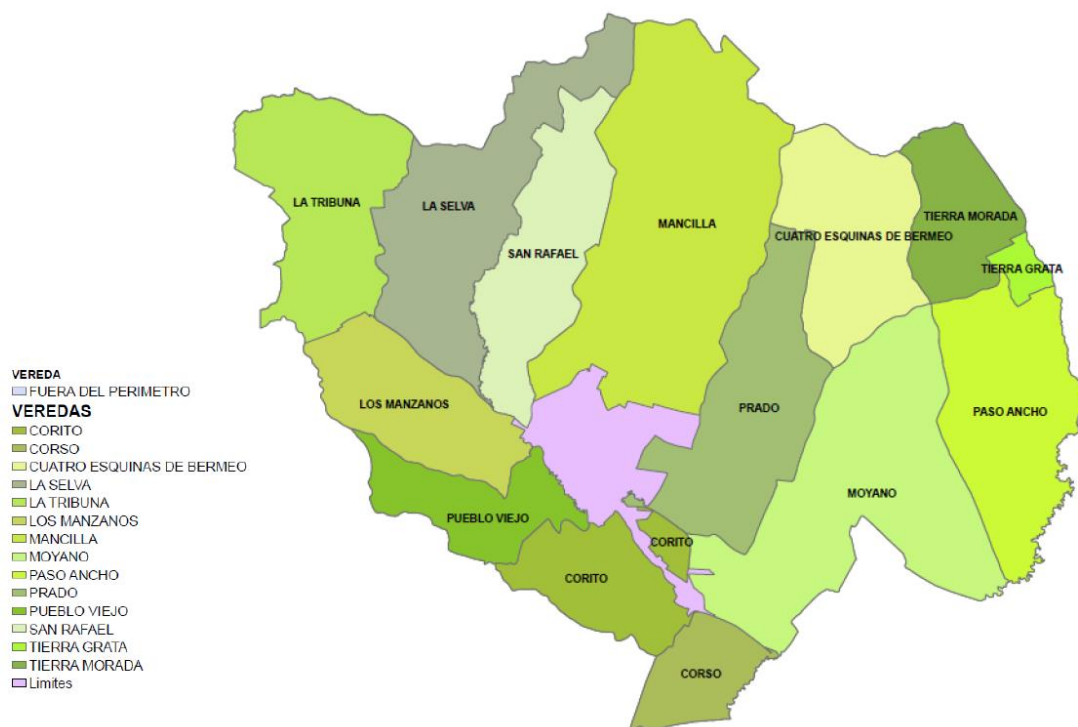 LA TRIBUNA
LA SELVA
SAN RAFAEL
MANCILLA
CUATRO ESQUINAS DE BERMEO
TIERRA MORADA
TIERRA GRATA
LOS MANZANOS
PRADO
PASO ANCHO
MOYANO
PUEBLO VIEJO
CORITO
CORITO
CORSO
VEREDA
FUERA DEL PERIMETRO
VEREDAS
CORITO
CORSO
CUATRO ESQUINAS DE BERMEO
LA SELVA
LA TRIBUNA
LOS MANZANOS
MANCILLA
MOYANO
PASO ANCHO
PRADO
PUEBLO VIEJO
SAN RAFAEL
TIERRA GRATA
TIERRA MORADA
Limites